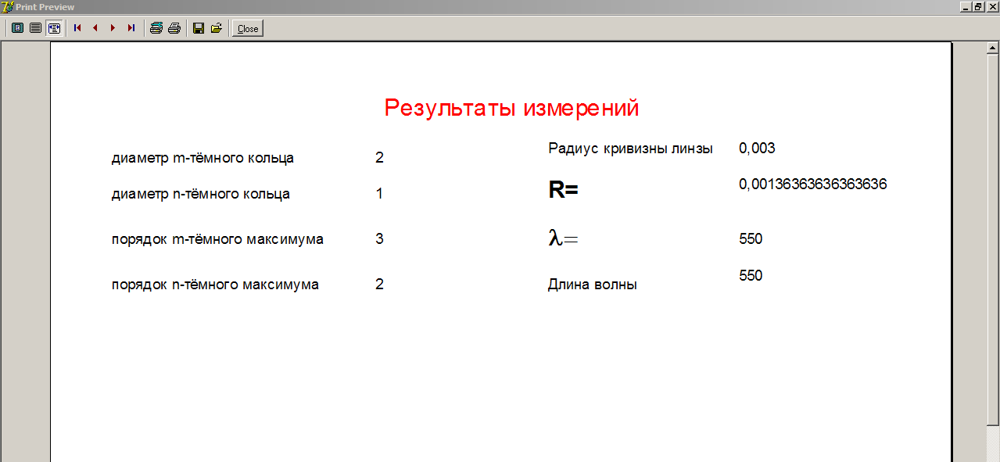 Print Preview
Close
Результаты измерений
диаметр m-тёмного кольца 2
диаметр n-тёмного кольца 1
порядок m-тёмного максимума 3
порядок n-тёмного максимума 2
Радиус кривизны линзы 0,003
R= 0,00136363636363636
λ= 550
Длина волны 550